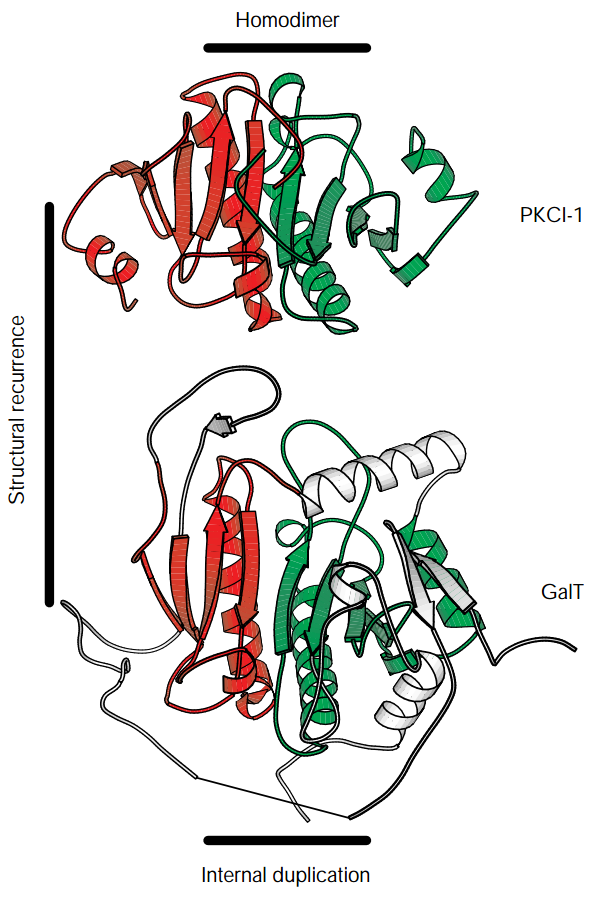 Homodimer
PKCI-1
Structural recurrence
GalT
Internal duplication